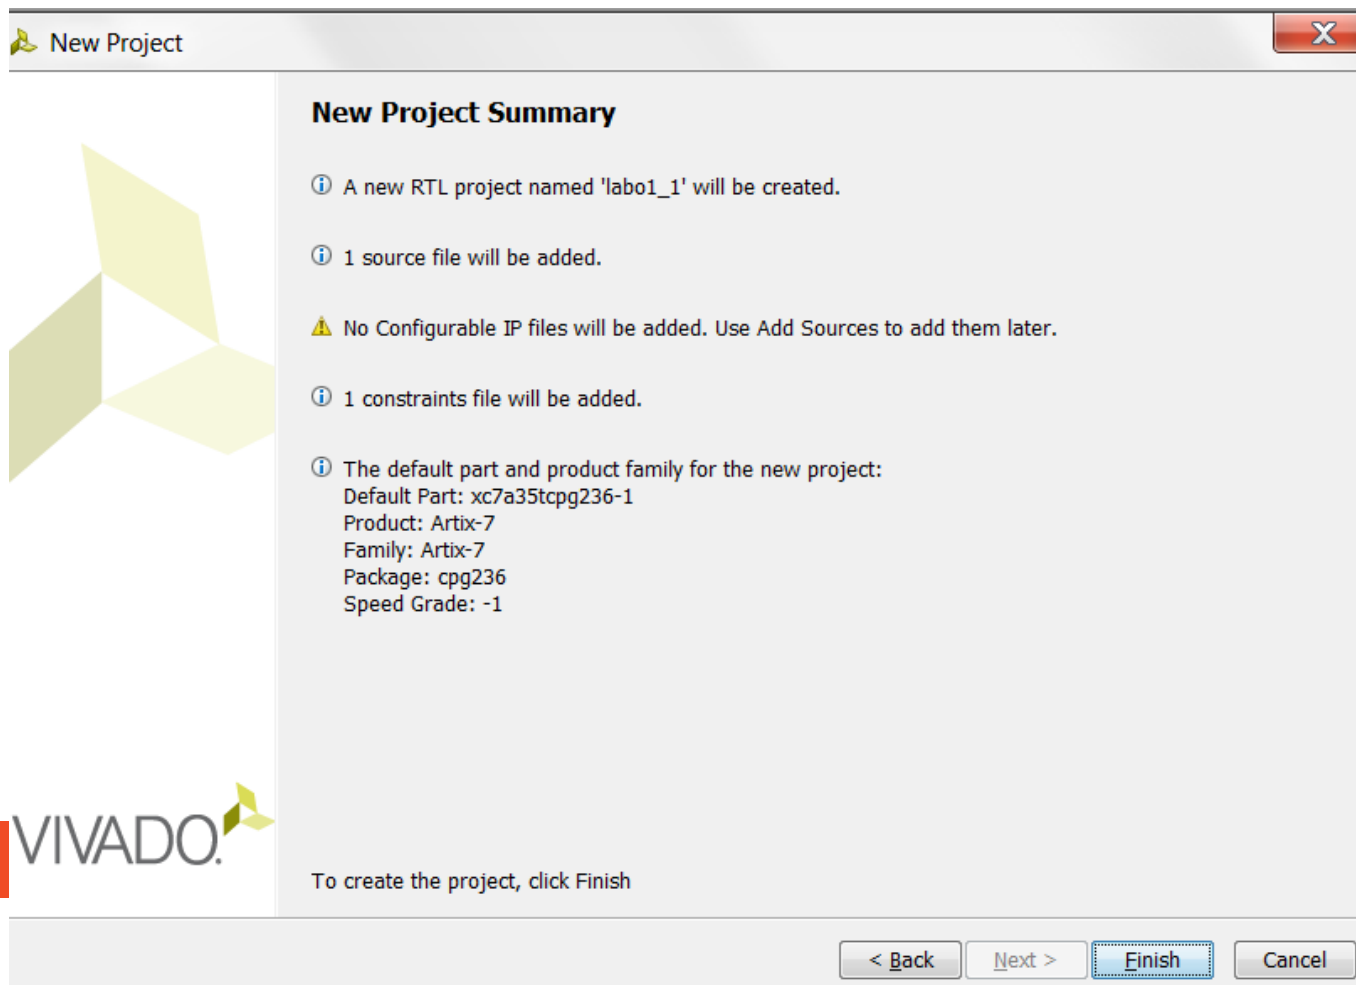 New Project
X
New Project Summary
A new RTL project named 'labo1_1' will be created.
1 source file will be added.
No Configurable IP files will be added. Use Add Sources to add them later.
1 constraints file will be added.
The default part and product family for the new project:
Default Part: xc7a35tcpg236-1
Product: Artix-7
Family: Artix-7
Package: cpg236
Speed Grade: -1
VIVADO.
To create the project, click Finish
< Back Next > Finish Cancel